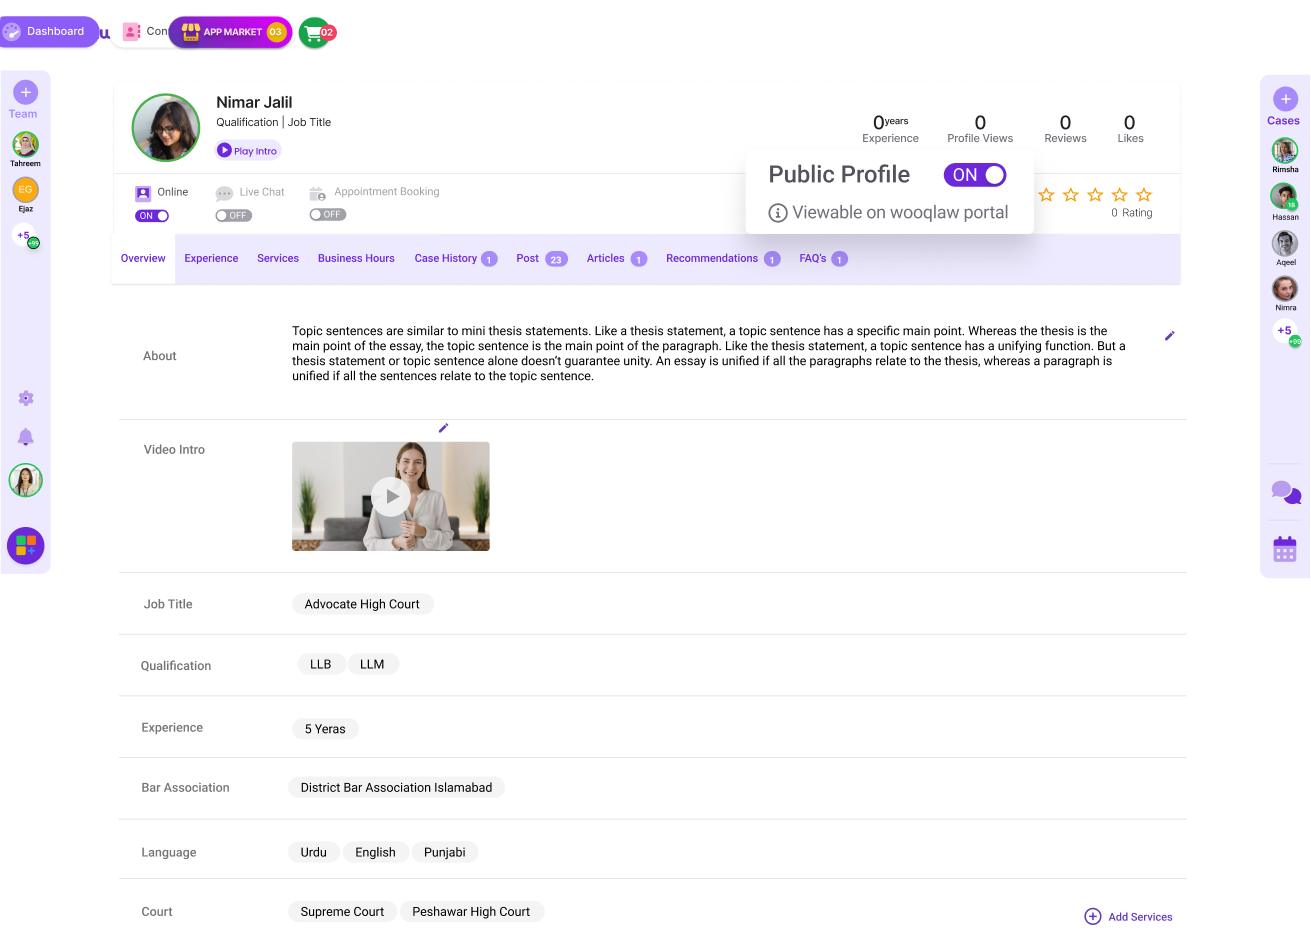 Dashboard
u
Con
APP MARKET 03
02
Team
Tahreem
EG
Ejaz
+5
+99
Nimar Jalil
Qualification | Job Title
Play Intro
0years
Experience
0
Profile Views
0
Reviews
0
Likes
Online
ON
Live Chat
OFF
Appointment Booking
OFF
Public Profile ON
Viewable on wooqlaw portal
0 Rating
Overview Experience Services Business Hours Case History 1 Post 23 Articles 1 Recommendations 1 FAQ's 1
About
Topic sentences are similar to mini thesis statements. Like a thesis statement, a topic sentence has a specific main point. Whereas the thesis is the
main point of the essay, the topic sentence is the main point of the paragraph. Like the thesis statement, a topic sentence has a unifying function. But a
thesis statement or topic sentence alone doesn't guarantee unity. An essay is unified if all the paragraphs relate to the thesis, whereas a paragraph is
unified if all the sentences relate to the topic sentence.
Video Intro
Job Title
Advocate High Court
Qualification
LLB LLM
Experience
5 Yeras
Bar Association
District Bar Association Islamabad
Language
Urdu English Punjabi
Court
Supreme Court Peshawar High Court
Add Services
Cases
Rimsha
18
Hassan
Aqeel
Nimra
+5
+99